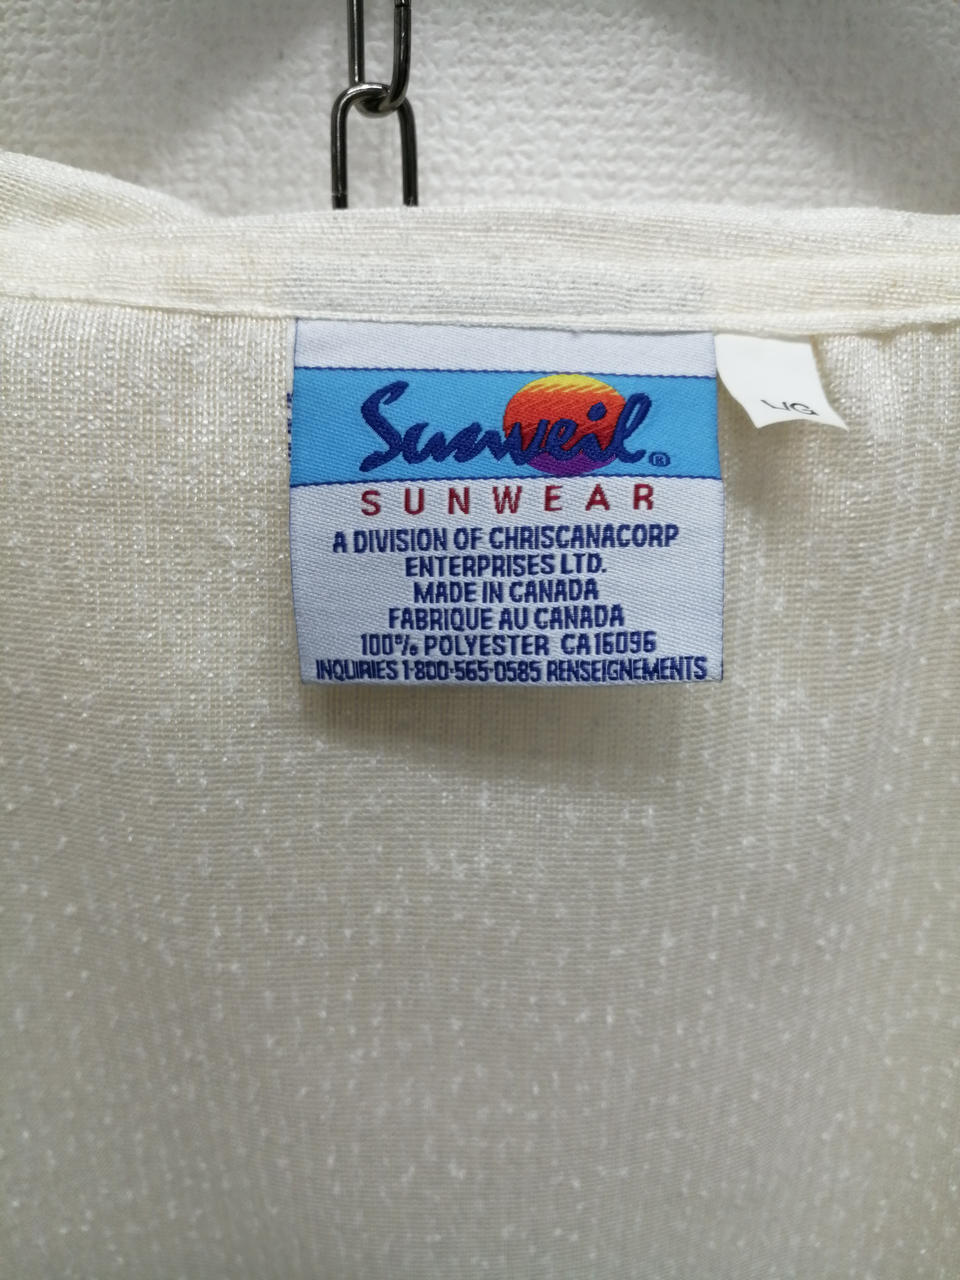 Sunweil®
SUNWEAR
A DIVISION OF CHRISCANACORP
ENTERPRISES LTD.
MADE IN CANADA
FABRIQUE AU CANADA
100% POLYESTER CA16096
INQUIRIES 1-800-565-0585 RENSEIGNEMENTS
L/G